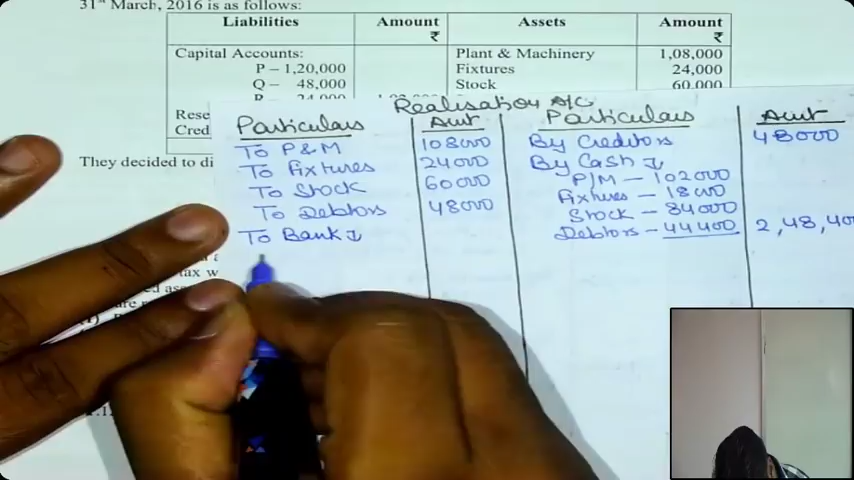 31st March, 2016 is as follows:
Liabilities Amount ₹ Assets Amount ₹
Capital Accounts: Plant & Machinery 1,08,000
P – 1,20,000 Fixtures 24,000
Q – 48,000 Stock 60,000
Rese
Cred
They decided to di
Realisation A/C
Particulars Amt Particulars Amt
To P&M 108000 By Creditors 48000
To Fixtures 24000 By Cash
To Stock 60000 P/M – 102000
To Debtors 48000 Fixtures – 18000
Stock – 84000
To Bank Debtors – 44400 2,48,40
tax w